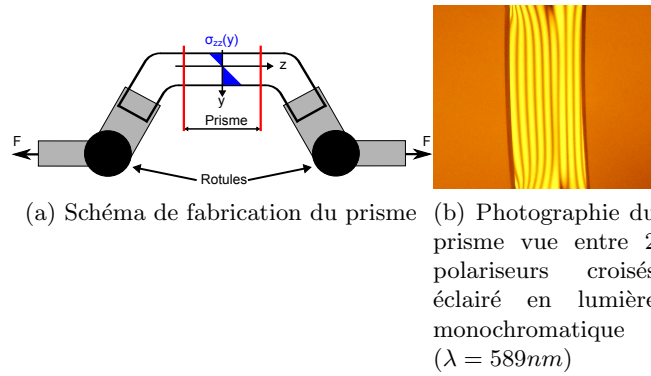 σzz(y)
z
y
F
Prisme
F
Rotules
(a) Schéma de fabrication du prisme
(b) Photographie du
prisme vue entre 2
polariseurs croisés
éclairé en lumière
monochromatique
(λ = 589nm)